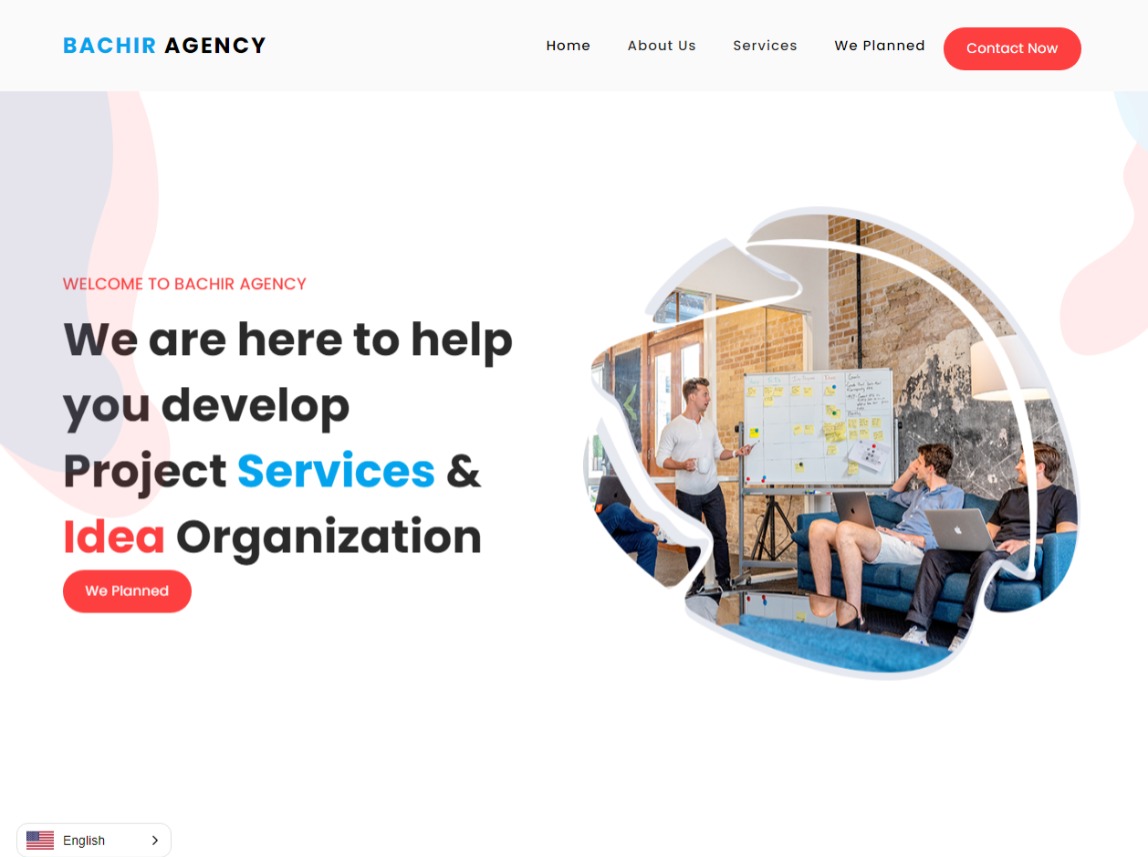 BACHIR AGENCY
Home About Us Services We Planned Contact Now
WELCOME TO BACHIR AGENCY
We are here to help
you develop
Project Services &
Idea Organization
We Planned
English